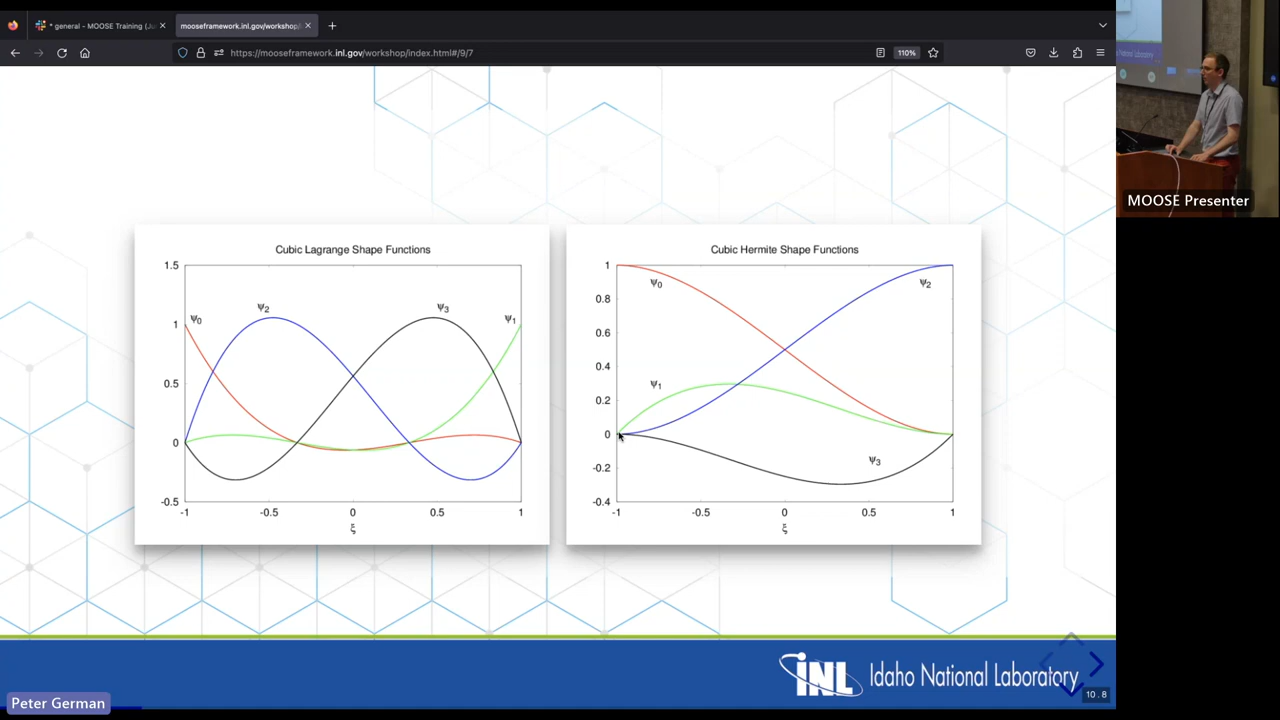 * general – MOOSE Training (Ju
mooseframework.inl.gov/workshop/
https://mooseframework.inl.gov/workshop/index.html#/9/7
110%
MOOSE Presenter
Cubic Lagrange Shape Functions
1.5
1
0.5
0
-0.5
-1
-0.5
0
0.5
1
ξ
ψ0
ψ2
ψ3
ψ1
Cubic Hermite Shape Functions
1
0.8
0.6
0.4
0.2
0
-0.2
-0.4
-1
-0.5
0
0.5
1
ξ
ψ0
ψ2
ψ1
ψ3
INL Idaho National Laboratory
10.8
Peter German